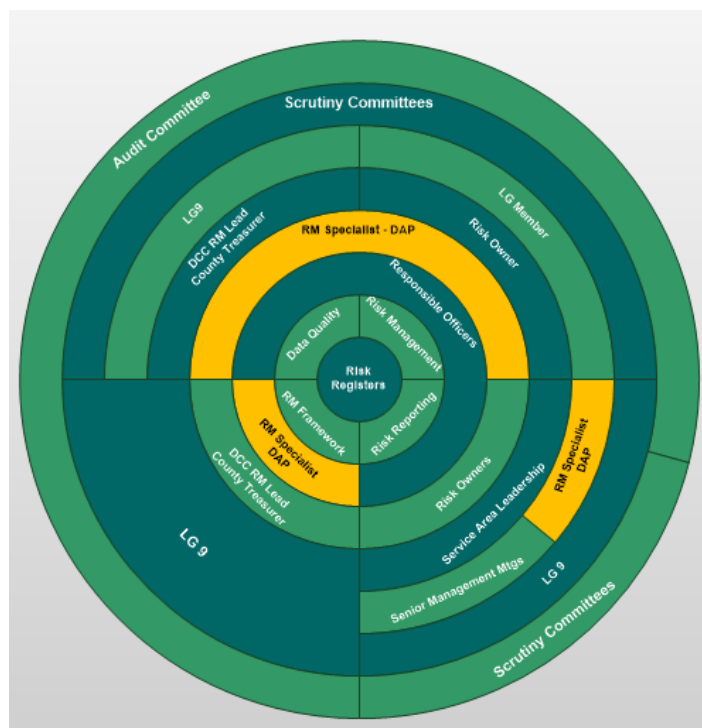 Audit Committee
Scrutiny Committees
LG9
LG Member
DCC RM Lead
County Treasurer
Risk Owner
RM Specialist - DAP
Responsible Officers
Data Quality
Risk Management
Risk
Registers
RM Framework
Risk Reporting
RM Specialist
DAP
DCC RM Lead
County Treasurer
Risk Owners
Service Area Leadership
RM Specialist
DAP
LG 9
Senior Management Mtgs
LG 9
Scrutiny Committees